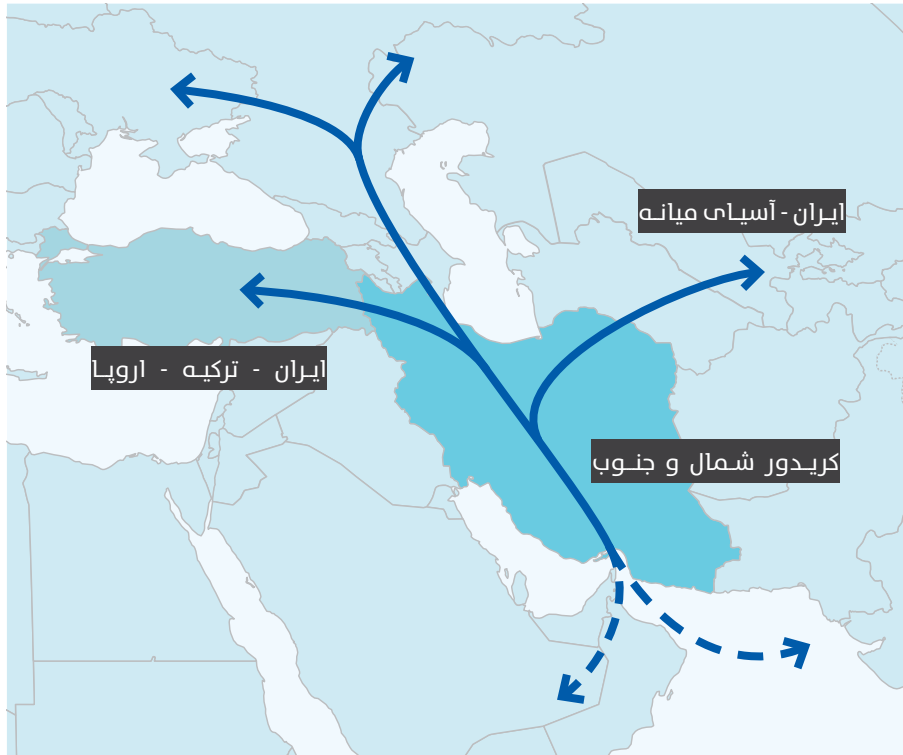 ایران - آسیای میانه
ایران - ترکیه - اروپا
کریدور شمال و جنوب